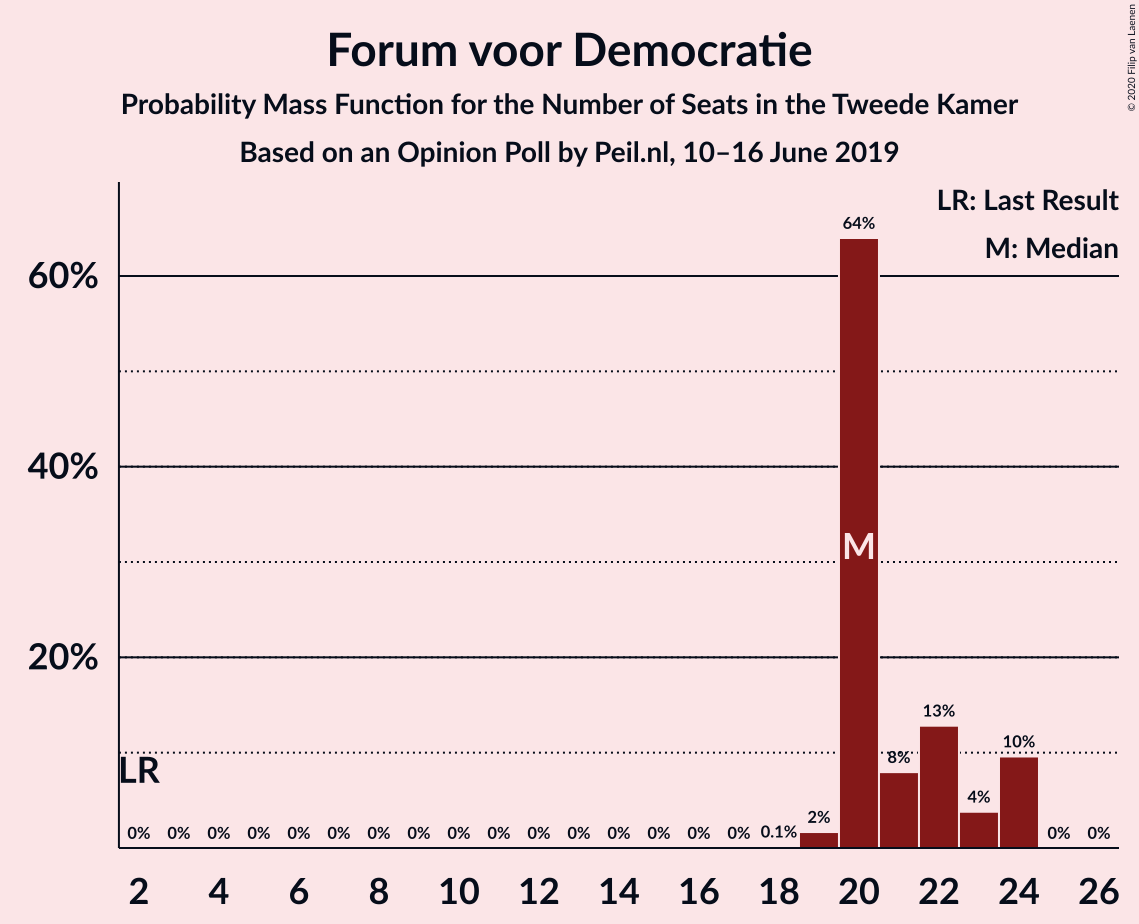 Forum voor Democratie
Probability Mass Function for the Number of Seats in the Tweede Kamer
Based on an Opinion Poll by Peil.nl, 10–16 June 2019
© 2020 Filip van Laenen
LR: Last Result
M: Median
64%
60%
40%
M
20%
13%
10%
8%
LR
4%
2%
0% 0% 0% 0% 0% 0% 0% 0% 0% 0% 0% 0% 0% 0% 0% 0% 0.1% 0% 0%
2 4 6 8 10 12 14 16 18 20 22 24 26